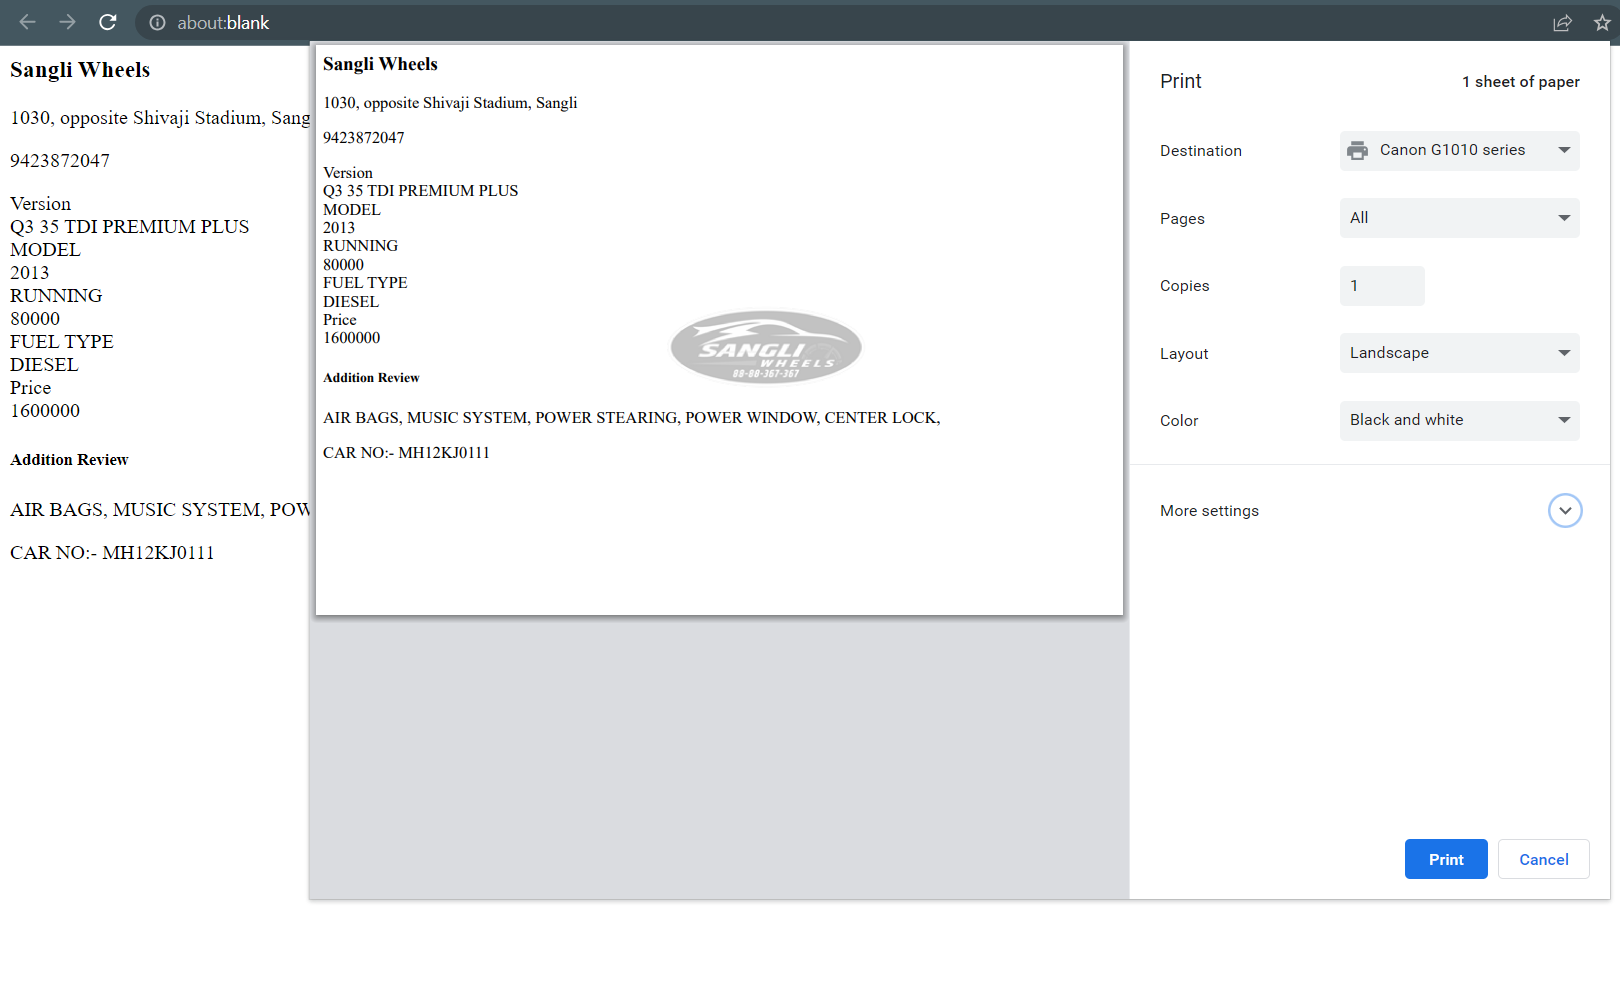 about:blank
Sangli Wheels
1030, opposite Shivaji Stadium, Sang
9423872047
Version
Q3 35 TDI PREMIUM PLUS
MODEL
2013
RUNNING
80000
FUEL TYPE
DIESEL
Price
1600000
Addition Review
AIR BAGS, MUSIC SYSTEM, POW
CAR NO:- MH12KJ0111
Sangli Wheels
1030, opposite Shivaji Stadium, Sangli
9423872047
Version
Q3 35 TDI PREMIUM PLUS
MODEL
2013
RUNNING
80000
FUEL TYPE
DIESEL
Price
1600000
Addition Review
AIR BAGS, MUSIC SYSTEM, POWER STEARING, POWER WINDOW, CENTER LOCK,
CAR NO:- MH12KJ0111
SANGLI
WHEELS
88-88-367-367
Print
1 sheet of paper
Destination
Canon G1010 series
Pages
All
Copies
1
Layout
Landscape
Color
Black and white
More settings
Print
Cancel